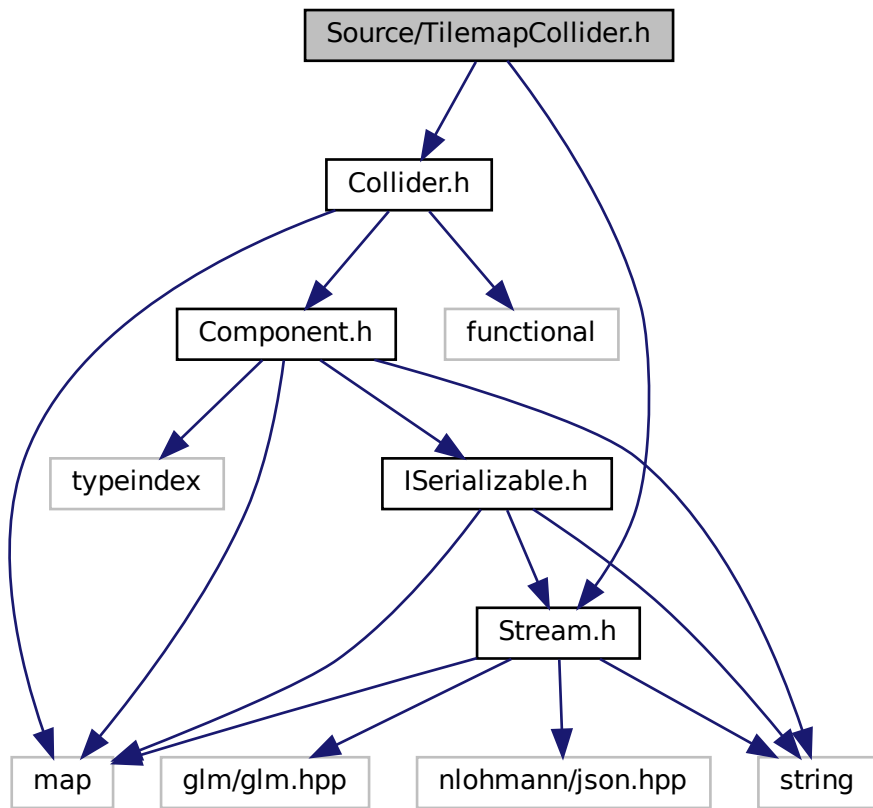 Source/TilemapCollider.h
Collider.h
Component.h
functional
typeindex
ISerializable.h
Stream.h
map
glm/glm.hpp
nlohmann/json.hpp
string